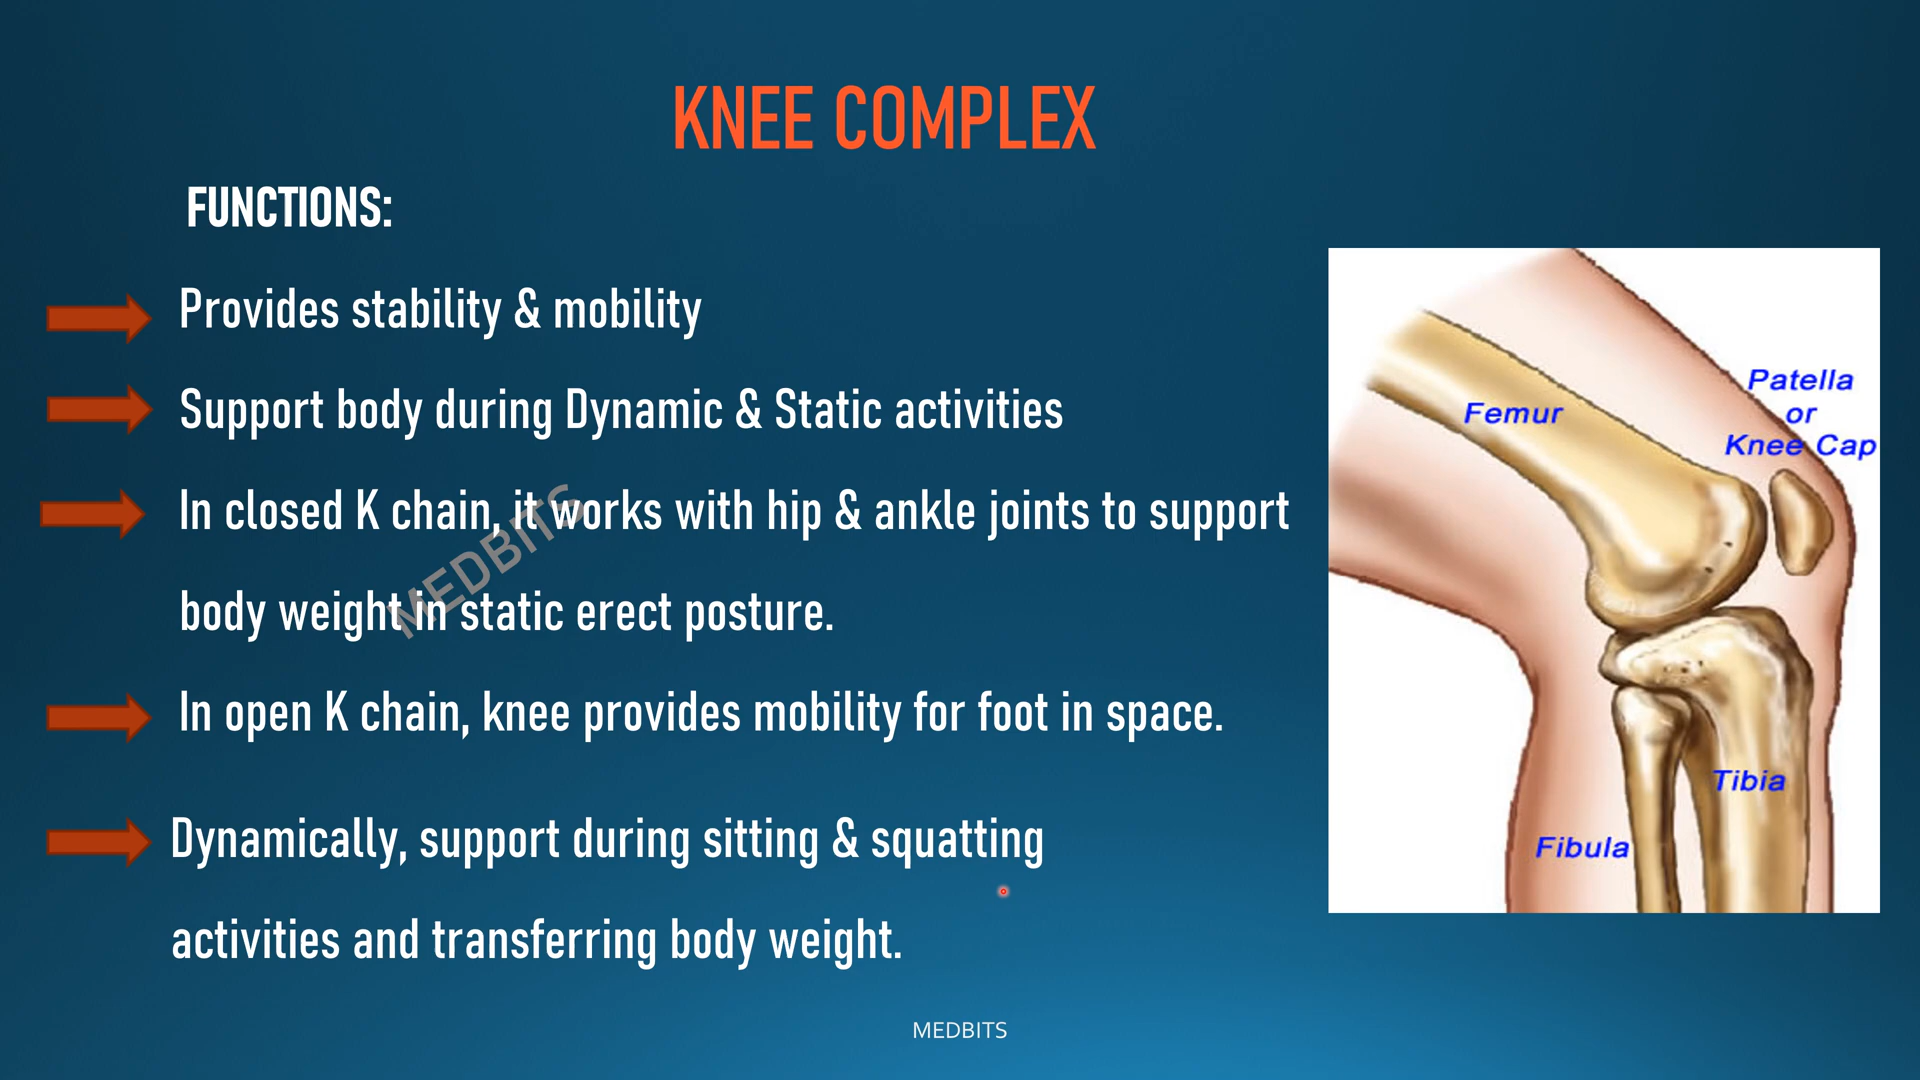 KNEE COMPLEX
FUNCTIONS:
Provides stability & mobility
Support body during Dynamic & Static activities
In closed K chain, it works with hip & ankle joints to support
body weight in static erect posture.
In open K chain, knee provides mobility for foot in space.
Dynamically, support during sitting & squatting
activities and transferring body weight.
MEDBITS
Femur
Patella
or
Knee Cap
Tibia
Fibula
MEDBITS